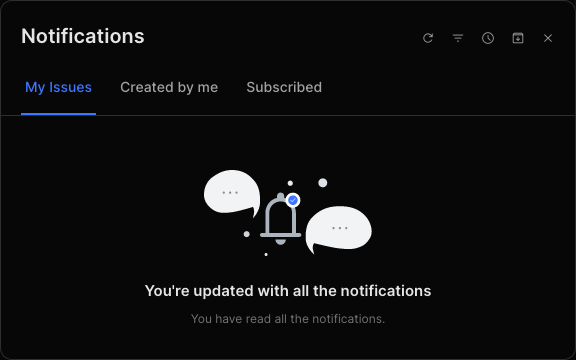 Notifications
My Issues
Created by me
Subscribed
You're updated with all the notifications
You have read all the notifications.